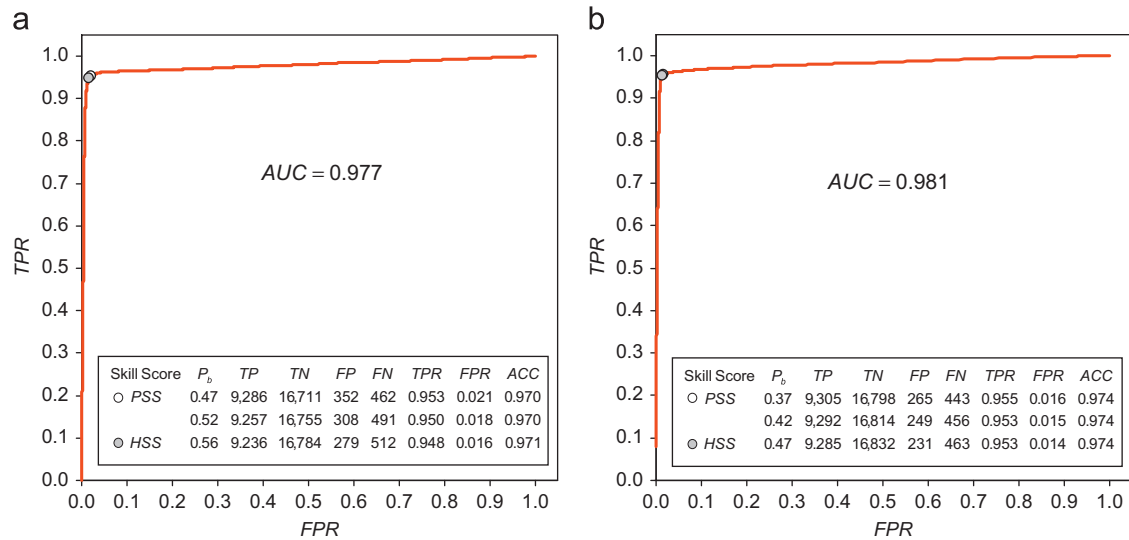 a
1.0
0.9
0.8
0.7
0.6
0.5
0.4
0.3
0.2
0.1
0.0
TPR
AUC = 0.977
Skill Score P_b TP TN FP FN TPR FPR ACC
PSS 0.47 9,286 16,711 352 462 0.953 0.021 0.970
0.52 9.257 16,755 308 491 0.950 0.018 0.970
HSS 0.56 9.236 16,784 279 512 0.948 0.016 0.971
0.0 0.1 0.2 0.3 0.4 0.5 0.6 0.7 0.8 0.9 1.0
FPR
b
1.0
0.9
0.8
0.7
0.6
0.5
0.4
0.3
0.2
0.1
0.0
TPR
AUC = 0.981
Skill Score P_b TP TN FP FN TPR FPR ACC
PSS 0.37 9,305 16,798 265 443 0.955 0.016 0.974
0.42 9,292 16,814 249 456 0.953 0.015 0.974
HSS 0.47 9.285 16,832 231 463 0.953 0.014 0.974
0.0 0.1 0.2 0.3 0.4 0.5 0.6 0.7 0.8 0.9 1.0
FPR